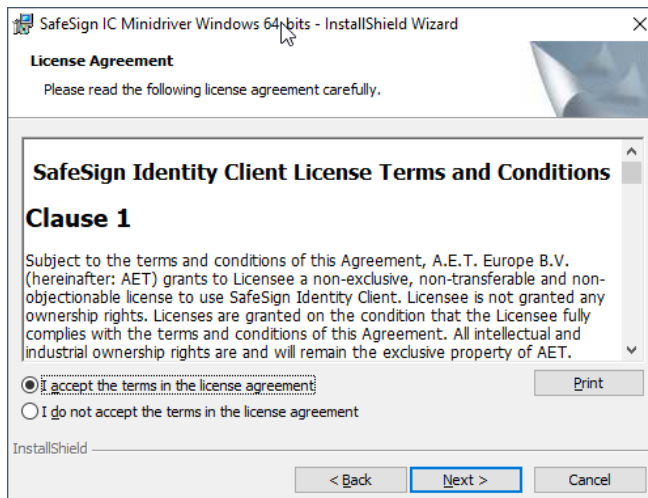 SafeSign IC Minidriver Windows 64-bits - InstallShield Wizard
License Agreement
Please read the following license agreement carefully.
SafeSign Identity Client License Terms and Conditions
Clause 1
Subject to the terms and conditions of this Agreement, A.E.T. Europe B.V.
(hereinafter: AET) grants to Licensee a non-exclusive, non-transferable and non-
objectionable license to use SafeSign Identity Client. Licensee is not granted any
ownership rights. Licenses are granted on the condition that the Licensee fully
complies with the terms and conditions of this Agreement. All intellectual and
industrial ownership rights are and will remain the exclusive property of AET.
I accept the terms in the license agreement
Print
I do not accept the terms in the license agreement
InstallShield
< Back
Next >
Cancel